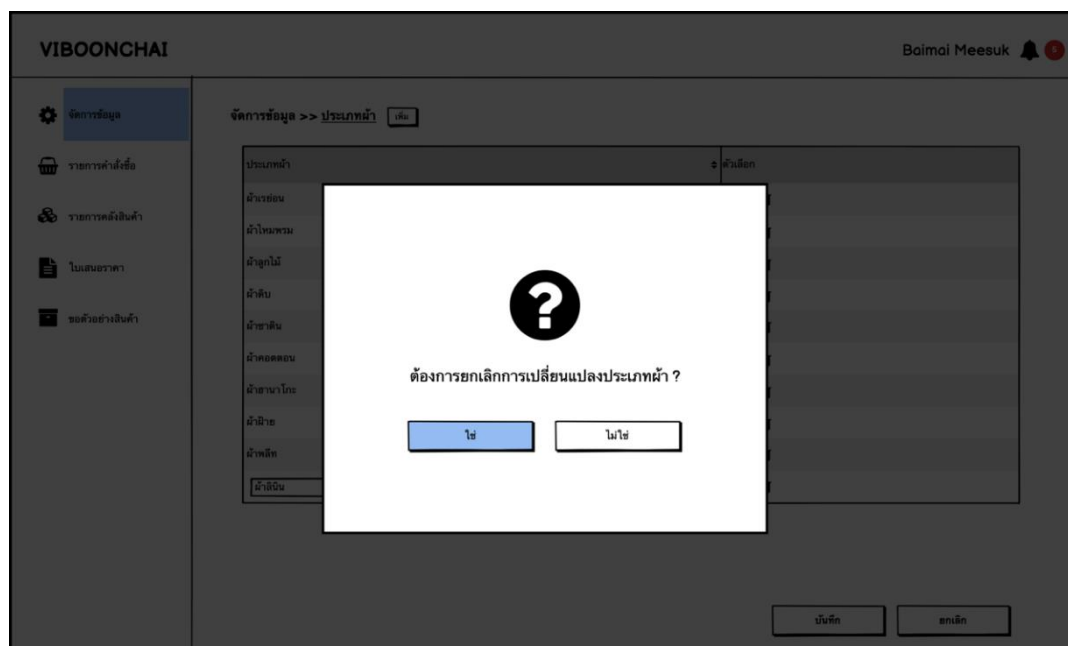 VIBOONCHAI
Baimai Meesuk
5
จัดการข้อมูล
จัดการข้อมูล >> ประเภทผ้า
เพิ่ม
รายการคำสั่งซื้อ
รายการคลังสินค้า
ใบเสนอราคา
ขอตัวอย่างสินค้า
ประเภทผ้า
ตัวเลือก
ผ้าเรย่อน
ผ้าไหมพรม
ผ้าลูกไม้
ผ้าดิบ
ผ้าซาติน
ผ้าคอตตอน
ผ้าฮานาโกะ
ผ้าฝ้าย
ผ้าพลีท
ผ้าลินิน
ต้องการยกเลิกการเปลี่ยนแปลงประเภทผ้า ?
ใช่
ไม่ใช่
บันทึก
ยกเลิก